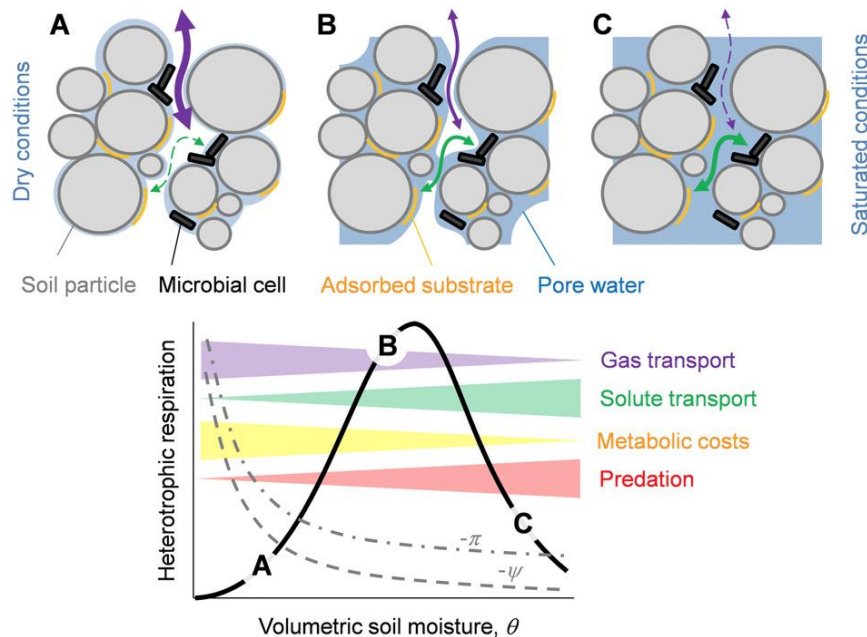 A
B
C
Dry conditions
Saturated conditions
Soil particle
Microbial cell
Adsorbed substrate
Pore water
Heterotrophic respiration
B
Gas transport
Solute transport
Metabolic costs
Predation
C
A
-π
-ψ
Volumetric soil moisture, θ